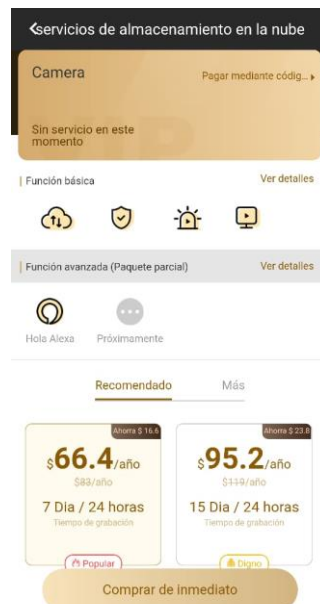 servicios de almacenamiento en la nube
Camera
Pagar mediante códig...
Sin servicio en este
momento
Función básica
Ver detalles
Función avanzada (Paquete parcial)
Ver detalles
Hola Alexa
Próximamente
Recomendado
Más
Ahorra $ 16.6
Ahorra $ 23.8
$66.4/año
$95.2/año
$83/año
$119/año
7 Dia / 24 horas
15 Dia / 24 horas
Tiempo de grabación
Tiempo de grabación
Popular
Digno
Comprar de inmediato